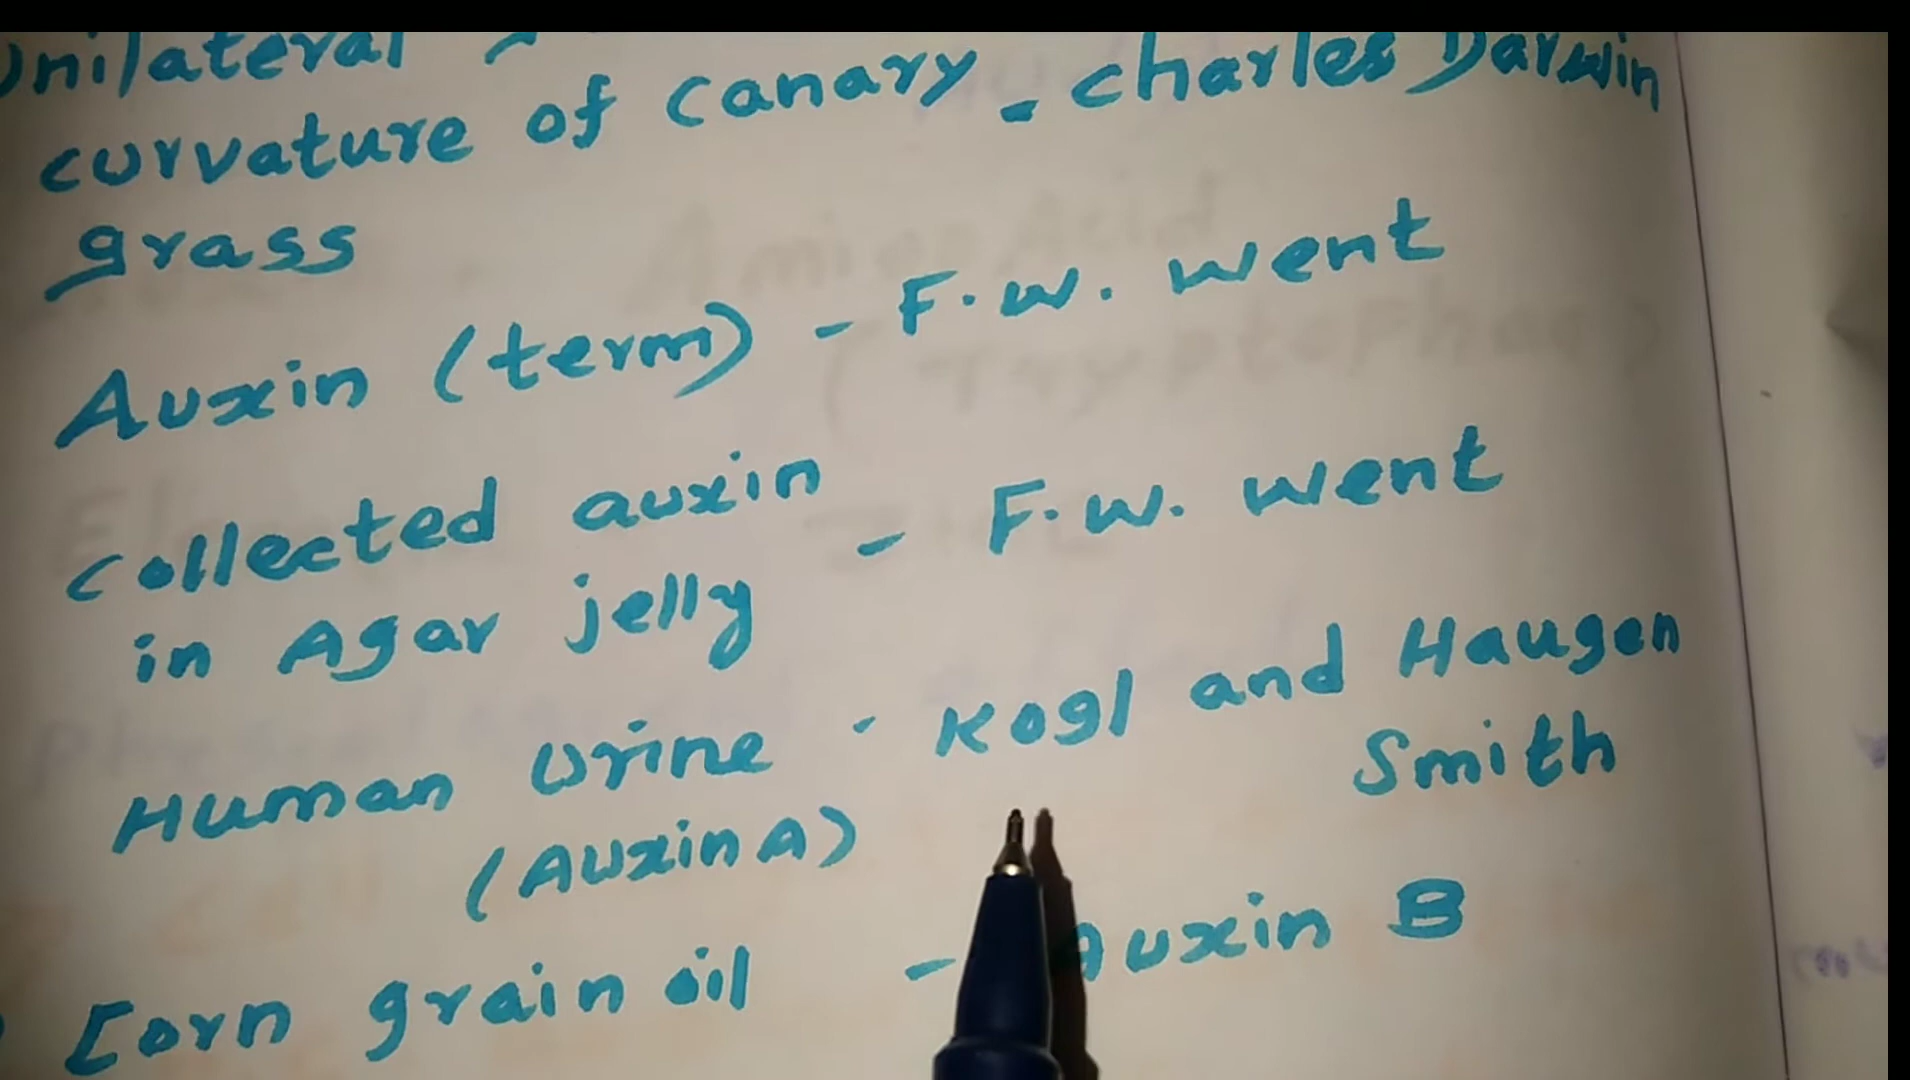 Unilateral
curvature of canary - charles Darwin
grass
Auxin (term) - F.W. Went
collected auxin
in Agar jelly - F.W. Went
Human Urine - Kogl and Haugen
Smith
(Auxin A)
Corn grain oil - Auxin B